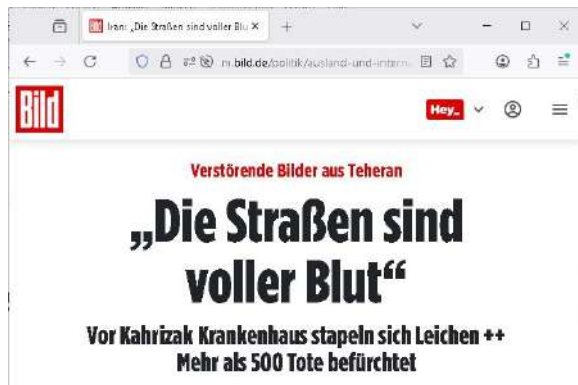 Iran: „Die Straßen sind voller Blu
m.bild.de/politik/ausland-und-intern
Bild
Hey_
Verstörende Bilder aus Teheran
„Die Straßen sind
voller Blut“
Vor Kahrizak Krankenhaus stapeln sich Leichen ++
Mehr als 500 Tote befürchtet